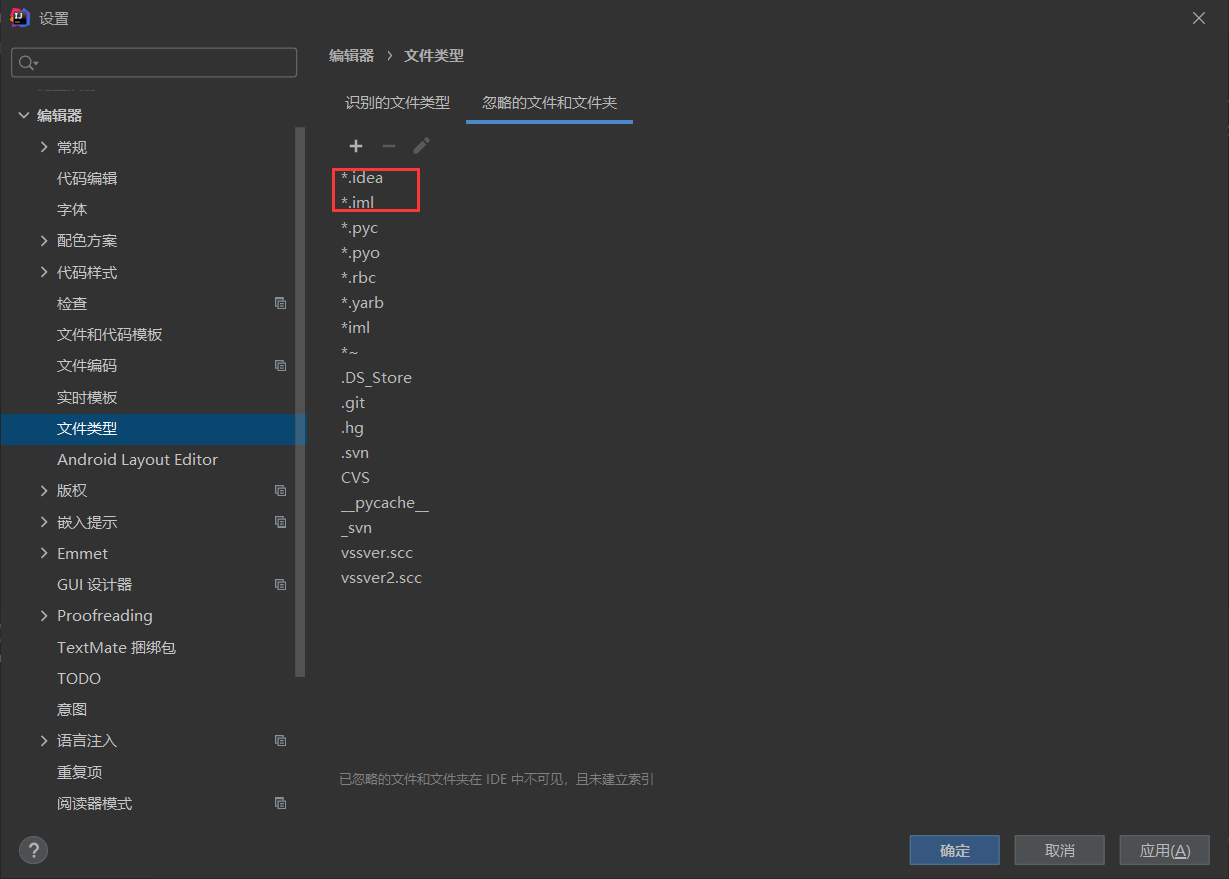 设置
编辑器 › 文件类型
识别的文件类型 忽略的文件和文件夹
编辑器
常规
代码编辑
字体
配色方案
代码样式
检查
文件和代码模板
文件编码
实时模板
文件类型
Android Layout Editor
版权
嵌入提示
Emmet
GUI 设计器
Proofreading
TextMate 捆绑包
TODO
意图
语言注入
重复项
阅读器模式
*.idea
*.iml
*.pyc
*.pyo
*.rbc
*.yarb
*iml
*~
.DS_Store
.git
.hg
.svn
CVS
__pycache__
_svn
vssver.scc
vssver2.scc
已忽略的文件和文件夹在 IDE 中不可见，且未建立索引
?
确定 取消 应用(A)